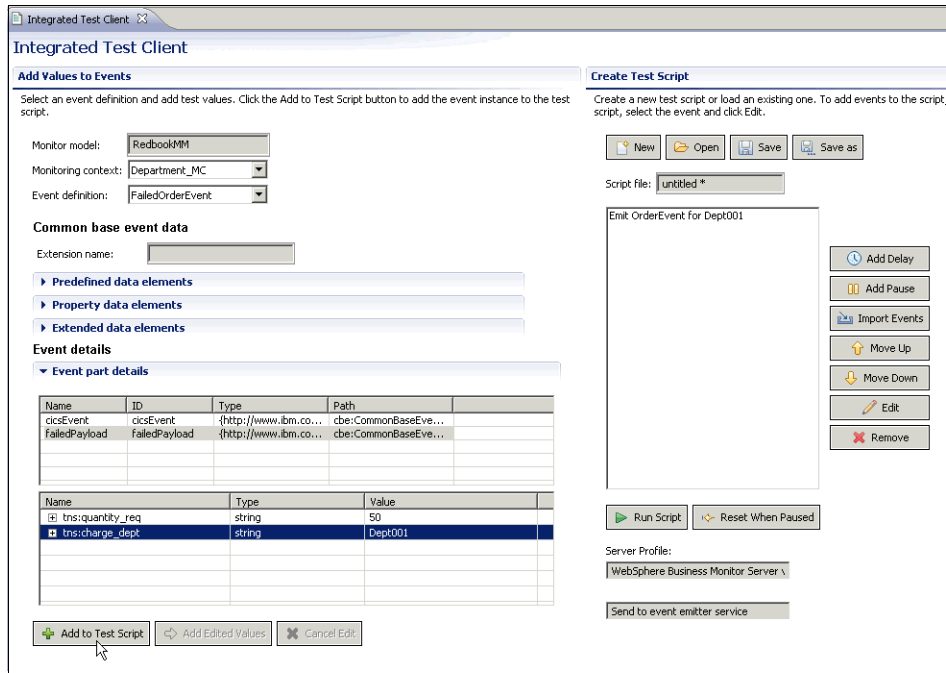 Integrated Test Client
Integrated Test Client
Add Values to Events
Select an event definition and add test values. Click the Add to Test Script button to add the event instance to the test
script.
Monitor model: RedbookMM
Monitoring context: Department_MC
Event definition: FailedOrderEvent
Common base event data
Extension name:
Predefined data elements
Property data elements
Extended data elements
Event details
Event part details
Name ID Type Path
cicsEvent cicsEvent {http://www.ibm.co... cbe:CommonBaseEve...
failedPayload failedPayload {http://www.ibm.co... cbe:CommonBaseEve...
Name Type Value
tns:quantity_req string 50
tns:charge_dept string Dept001
Add to Test Script Add Edited Values Cancel Edit
Create Test Script
Create a new test script or load an existing one. To add events to the script,
script, select the event and click Edit.
New Open Save Save as
Script file: untitled *
Emit OrderEvent for Dept001
Add Delay
Add Pause
Import Events
Move Up
Move Down
Edit
Remove
Run Script Reset When Paused
Server Profile:
WebSphere Business Monitor Server
Send to event emitter service